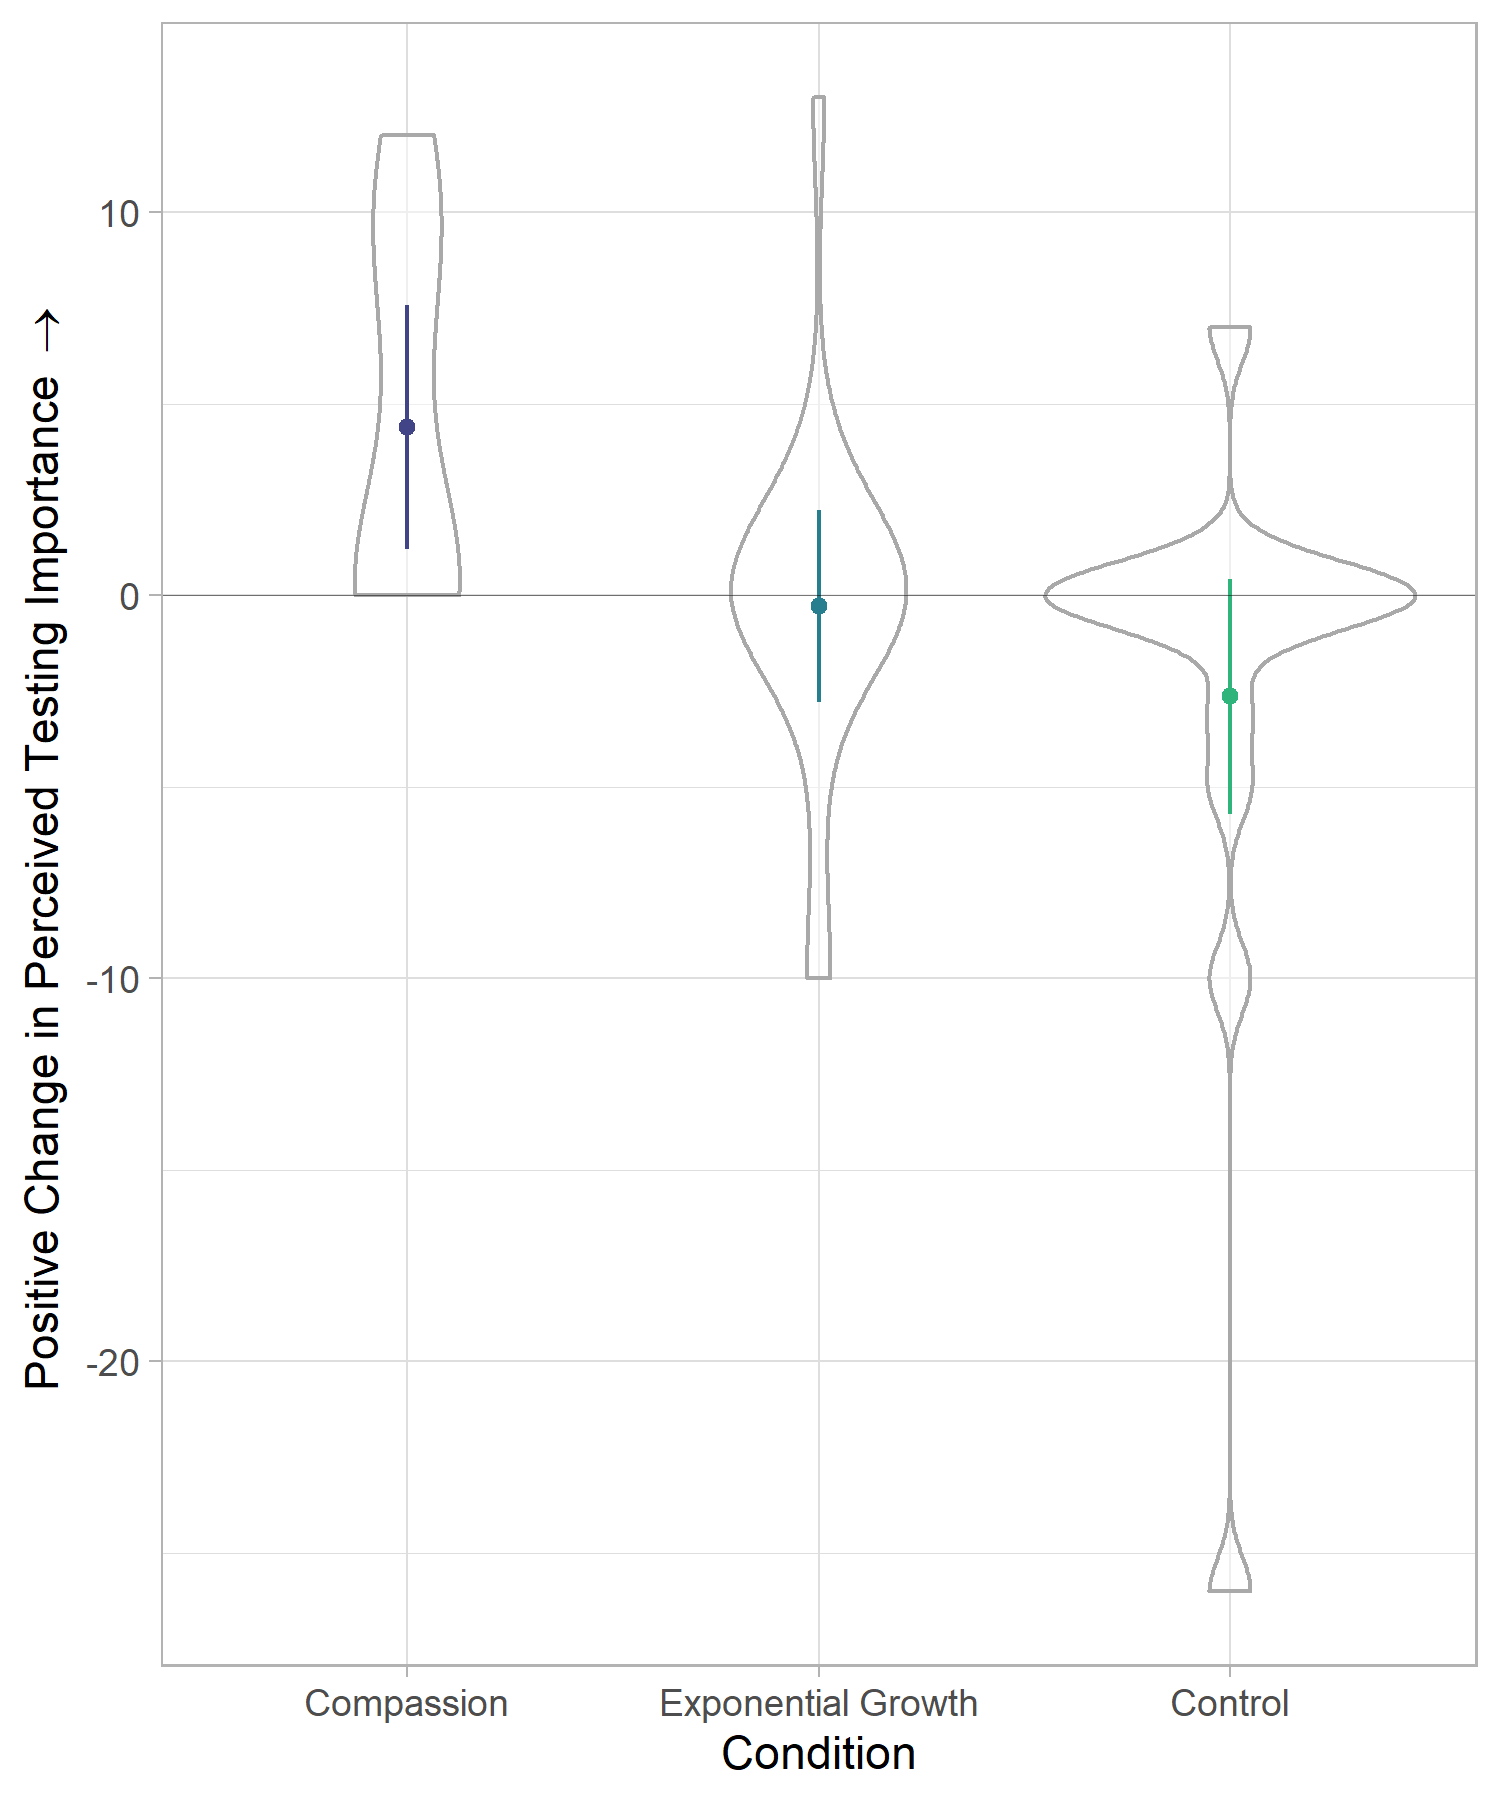 Positive Change in Perceived Testing Importance →
10
0
-10
-20
Compassion
Exponential Growth
Control
Condition